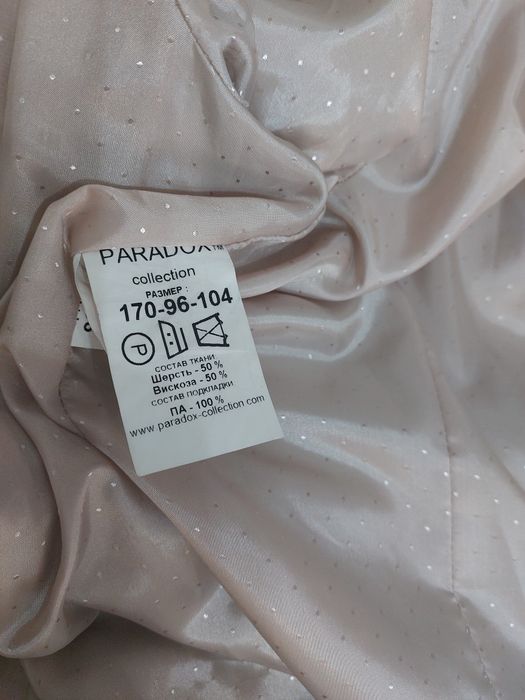 PARADOX™
collection
РАЗМЕР :
170-96-104
P
СОСТАВ ТКАНИ
Шерсть - 50 %
Вискоза - 50 %
СОСТАВ ПОДКЛАДКИ
ПА - 100 %
www.paradox-collection.com